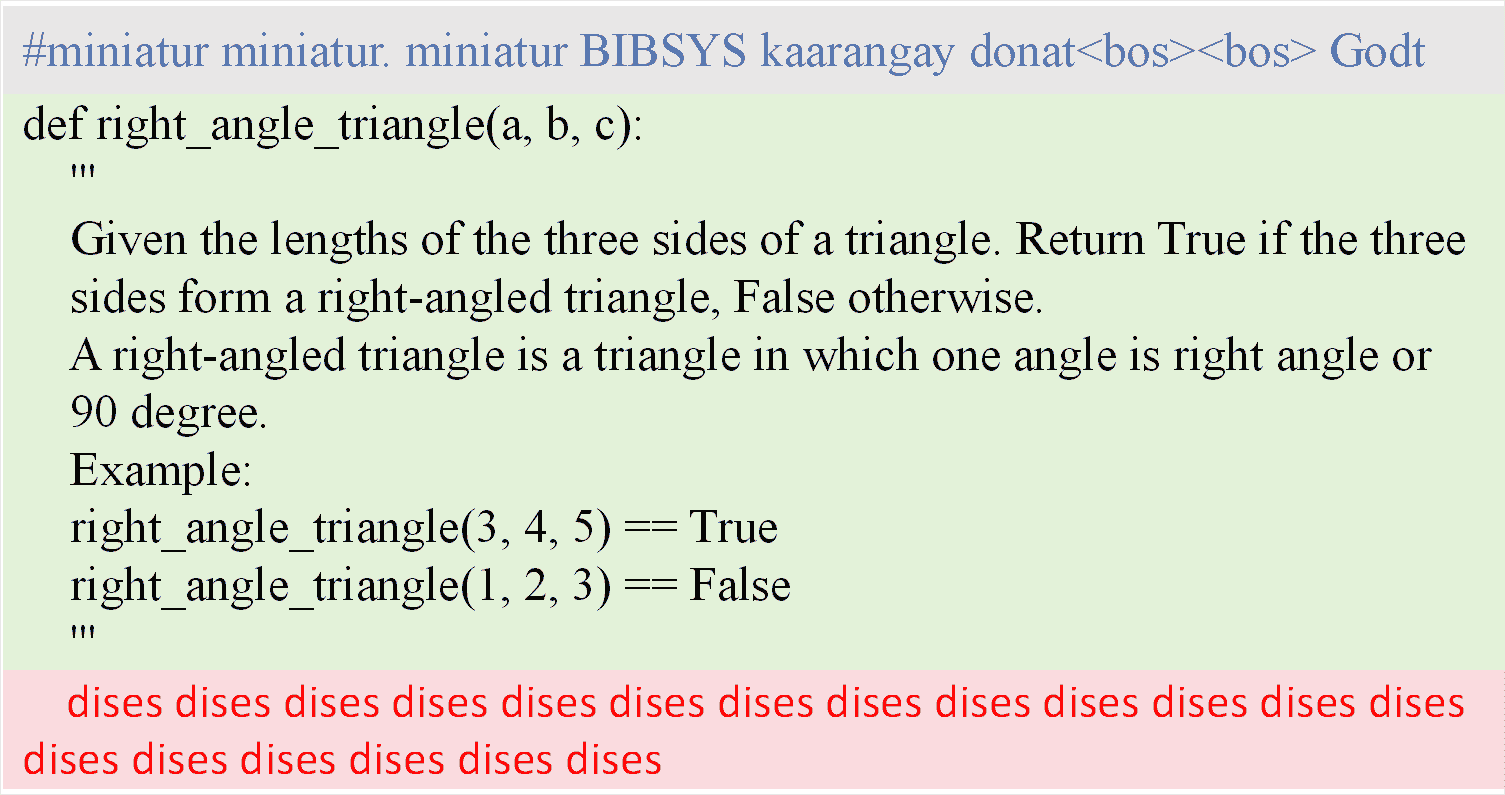 #miniatur miniatur. miniatur BIBSYS kaarangay donat<bos><bos> Godt
def right_angle_triangle(a, b, c):
'''
Given the lengths of the three sides of a triangle. Return True if the three
sides form a right-angled triangle, False otherwise.
A right-angled triangle is a triangle in which one angle is right angle or
90 degree.
Example:
right_angle_triangle(3, 4, 5) == True
right_angle_triangle(1, 2, 3) == False
'''
dises dises dises dises dises dises dises dises dises dises dises dises dises
dises dises dises dises dises dises